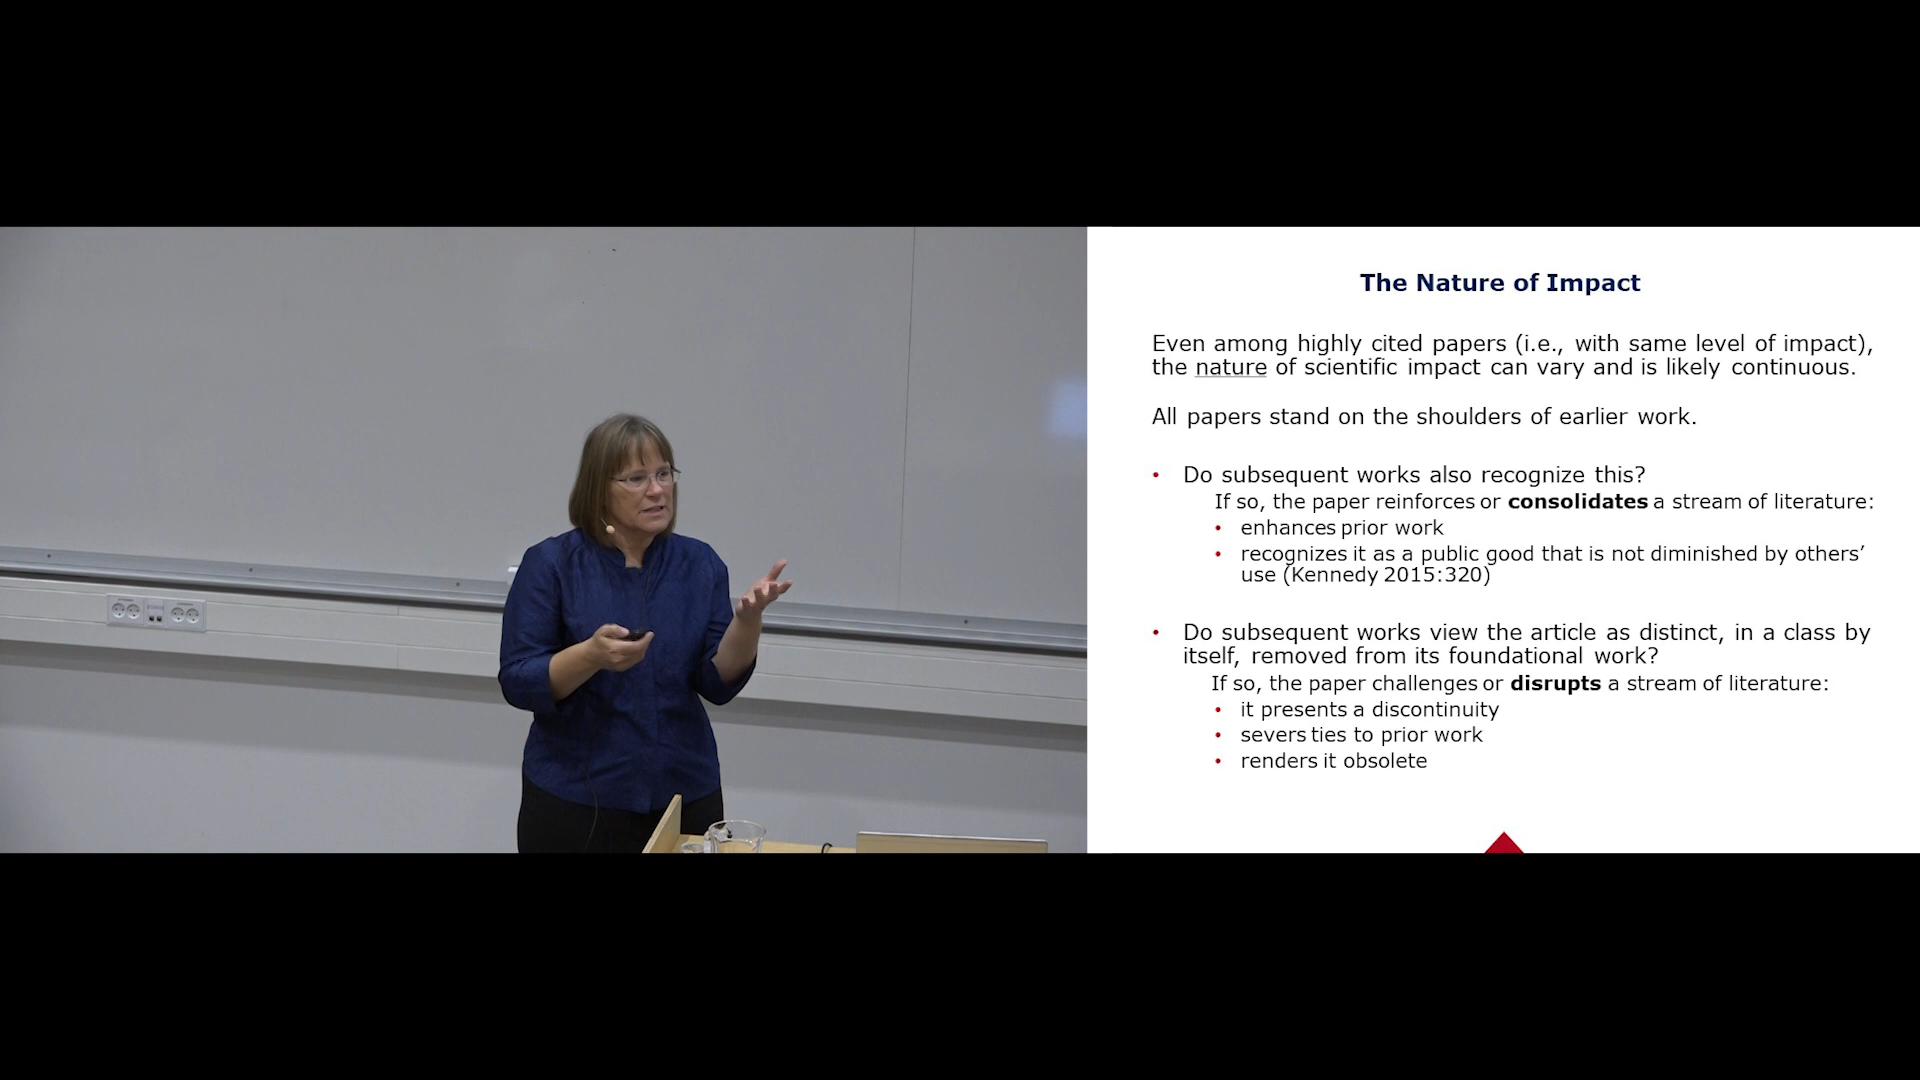 The Nature of Impact
Even among highly cited papers (i.e., with same level of impact),
the nature of scientific impact can vary and is likely continuous.
All papers stand on the shoulders of earlier work.
• Do subsequent works also recognize this?
If so, the paper reinforces or consolidates a stream of literature:
• enhances prior work
• recognizes it as a public good that is not diminished by others’
use (Kennedy 2015:320)
• Do subsequent works view the article as distinct, in a class by
itself, removed from its foundational work?
If so, the paper challenges or disrupts a stream of literature:
• it presents a discontinuity
• severs ties to prior work
• renders it obsolete